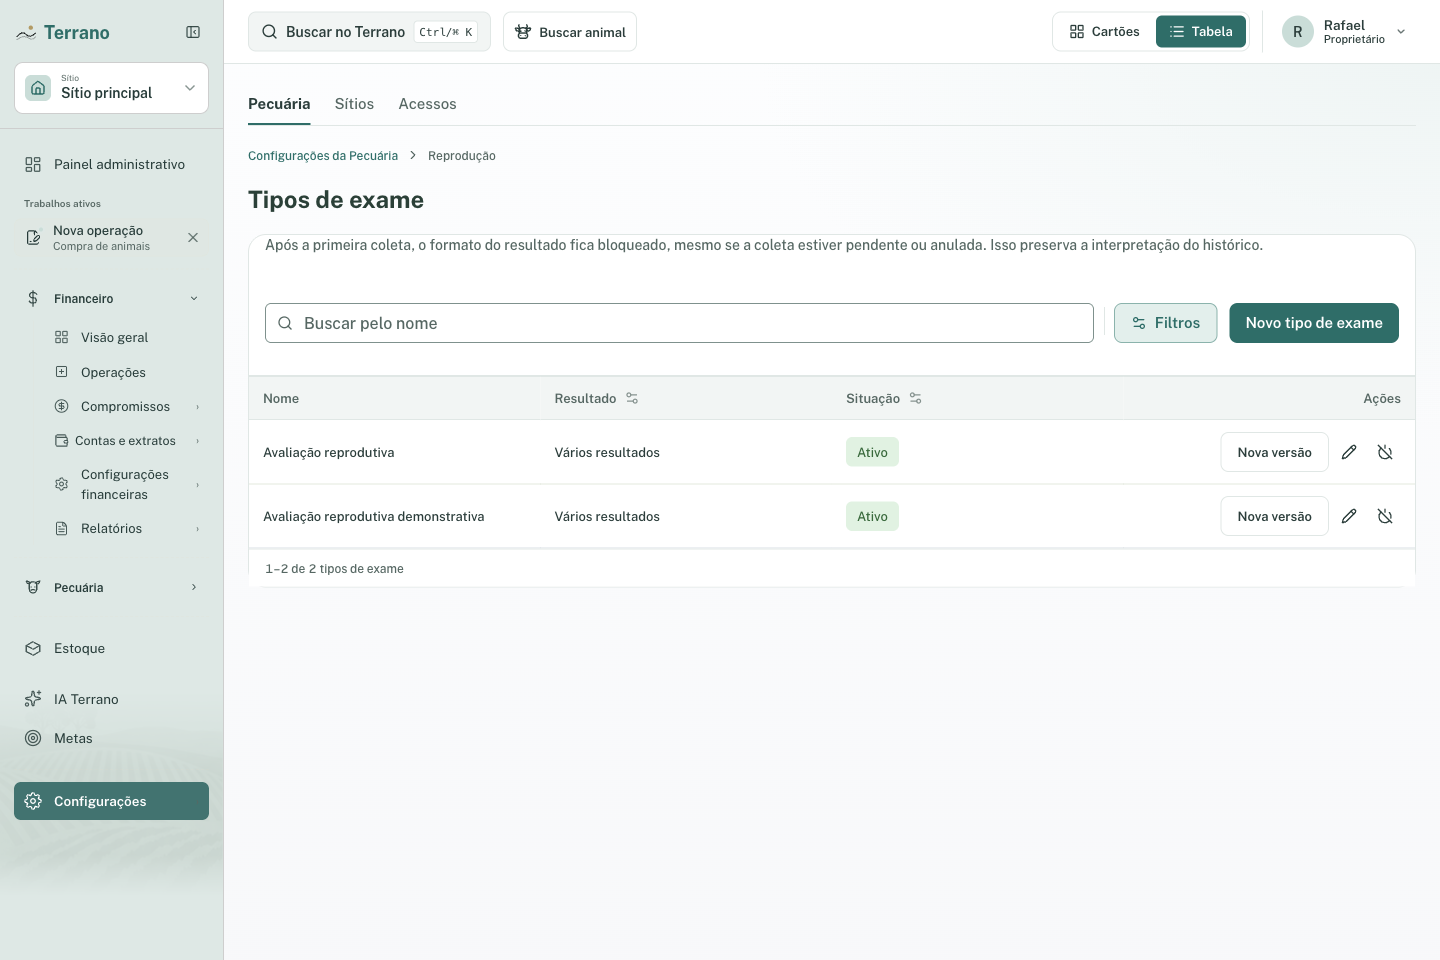 Terrano
Sítio
Sítio principal
Painel administrativo
Trabalhos ativos
Nova operação
Compra de animais
Financeiro
Visão geral
Operações
Compromissos
Contas e extratos
Configurações
financeiras
Relatórios
Pecuária
Estoque
IA Terrano
Metas
Configurações
Buscar no Terrano Ctrl/⌘ K
Buscar animal
Cartões
Tabela
R
Rafael
Proprietário
Pecuária Sítios Acessos
Configurações da Pecuária Reprodução
Tipos de exame
Após a primeira coleta, o formato do resultado fica bloqueado, mesmo se a coleta estiver pendente ou anulada. Isso preserva a interpretação do histórico.
Buscar pelo nome
Filtros
Novo tipo de exame
Nome Resultado Situação Ações
Avaliação reprodutiva Vários resultados Ativo Nova versão
Avaliação reprodutiva demonstrativa Vários resultados Ativo Nova versão
1–2 de 2 tipos de exame